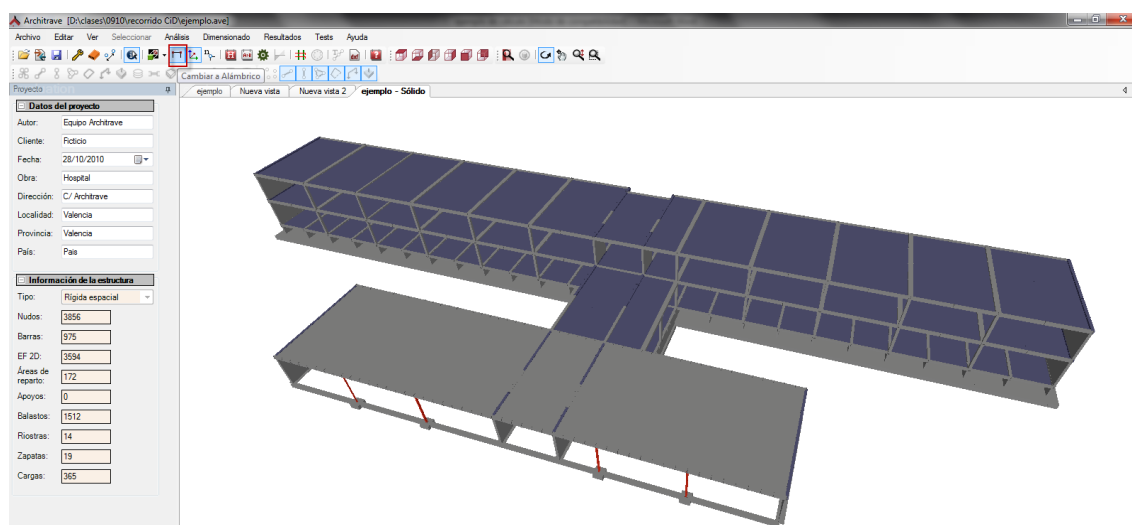 Architrave [D:\clases\0910\recorrido CiD\ejemplo.ave]
Archivo Editar Ver Seleccionar Análisis Dimensionado Resultados Tests Ayuda
Cambiar a Alámbrico
Proyecto
ejemplo Nueva vista Nueva vista 2 ejemplo - Sólido
Datos del proyecto
Autor: Equipo Architrave
Cliente: Ficticio
Fecha: 28/10/2010
Obra: Hospital
Dirección: C/ Architrave
Localidad: Valencia
Provincia: Valencia
País: Pais
Información de la estructura
Tipo: Rígida espacial
Nudos: 3856
Barras: 975
EF 2D: 3594
Áreas de
reparto: 172
Apoyos: 0
Balastos: 1512
Riostras: 14
Zapatas: 19
Cargas: 365